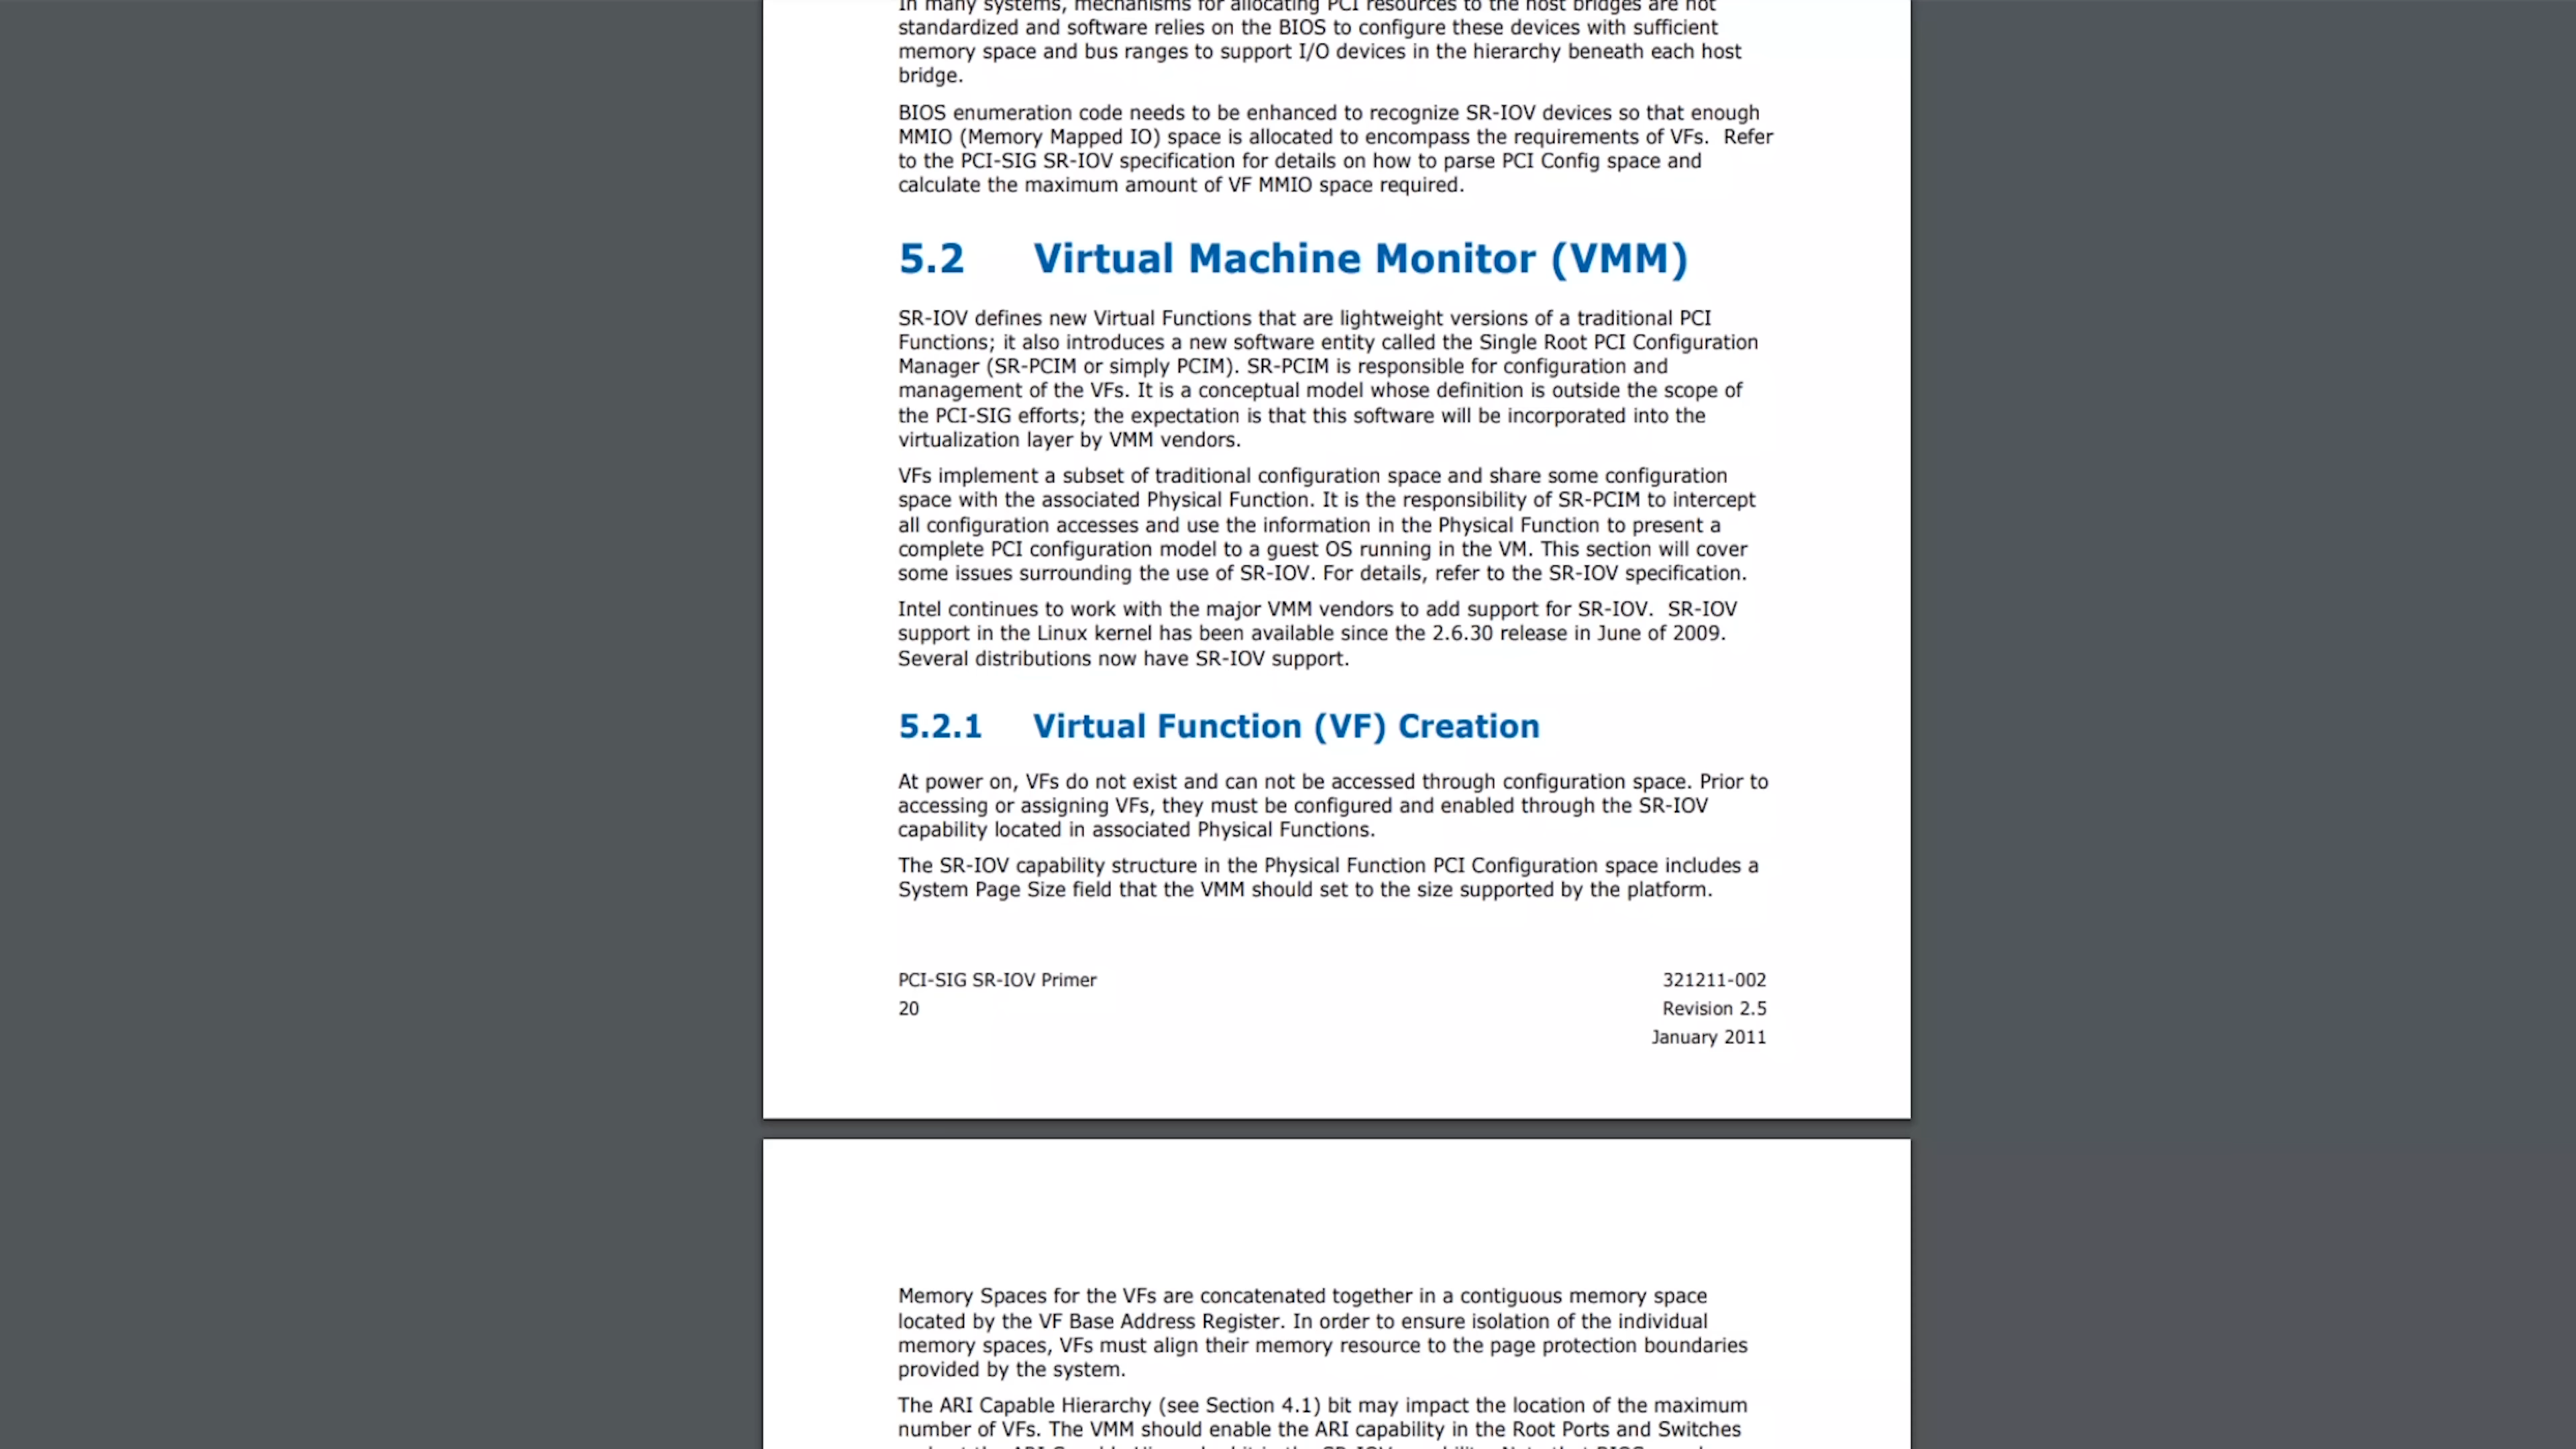 In many systems, mechanisms for allocating PCI resources to the host bridges are not
standardized and software relies on the BIOS to configure these devices with sufficient
memory space and bus ranges to support I/O devices in the hierarchy beneath each host
bridge.
BIOS enumeration code needs to be enhanced to recognize SR-IOV devices so that enough
MMIO (Memory Mapped IO) space is allocated to encompass the requirements of VFs.  Refer
to the PCI-SIG SR-IOV specification for details on how to parse PCI Config space and
calculate the maximum amount of VF MMIO space required.
5.2 Virtual Machine Monitor (VMM)
SR-IOV defines new Virtual Functions that are lightweight versions of a traditional PCI
Functions; it also introduces a new software entity called the Single Root PCI Configuration
Manager (SR-PCIM or simply PCIM). SR-PCIM is responsible for configuration and
management of the VFs. It is a conceptual model whose definition is outside the scope of
the PCI-SIG efforts; the expectation is that this software will be incorporated into the
virtualization layer by VMM vendors.
VFs implement a subset of traditional configuration space and share some configuration
space with the associated Physical Function. It is the responsibility of SR-PCIM to intercept
all configuration accesses and use the information in the Physical Function to present a
complete PCI configuration model to a guest OS running in the VM. This section will cover
some issues surrounding the use of SR-IOV. For details, refer to the SR-IOV specification.
Intel continues to work with the major VMM vendors to add support for SR-IOV.  SR-IOV
support in the Linux kernel has been available since the 2.6.30 release in June of 2009.
Several distributions now have SR-IOV support.
5.2.1 Virtual Function (VF) Creation
At power on, VFs do not exist and can not be accessed through configuration space. Prior to
accessing or assigning VFs, they must be configured and enabled through the SR-IOV
capability located in associated Physical Functions.
The SR-IOV capability structure in the Physical Function PCI Configuration space includes a
System Page Size field that the VMM should set to the size supported by the platform.
PCI-SIG SR-IOV Primer 321211-002
20 Revision 2.5
January 2011
Memory Spaces for the VFs are concatenated together in a contiguous memory space
located by the VF Base Address Register. In order to ensure isolation of the individual
memory spaces, VFs must align their memory resource to the page protection boundaries
provided by the system.
The ARI Capable Hierarchy (see Section 4.1) bit may impact the location of the maximum
number of VFs. The VMM should enable the ARI capability in the Root Ports and Switches